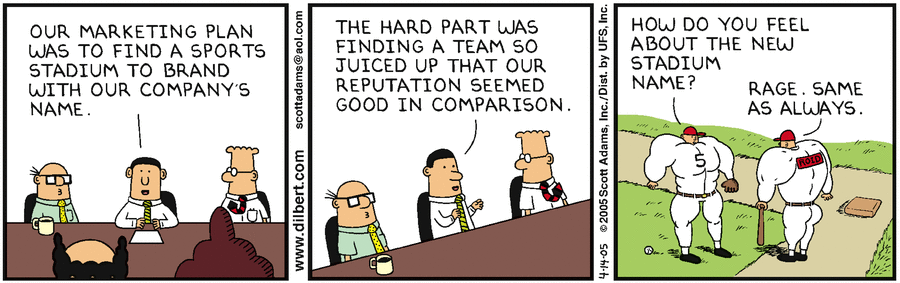 OUR MARKETING PLAN
WAS TO FIND A SPORTS
STADIUM TO BRAND
WITH OUR COMPANY'S
NAME.
www.dilbert.com
scottadams@aol.com
THE HARD PART WAS
FINDING A TEAM SO
JUICED UP THAT OUR
REPUTATION SEEMED
GOOD IN COMPARISON.
4-14-05 © 2005 Scott Adams, Inc./Dist. by UFS, Inc.
HOW DO YOU FEEL
ABOUT THE NEW
STADIUM
NAME?
RAGE. SAME
AS ALWAYS.
5
ROID